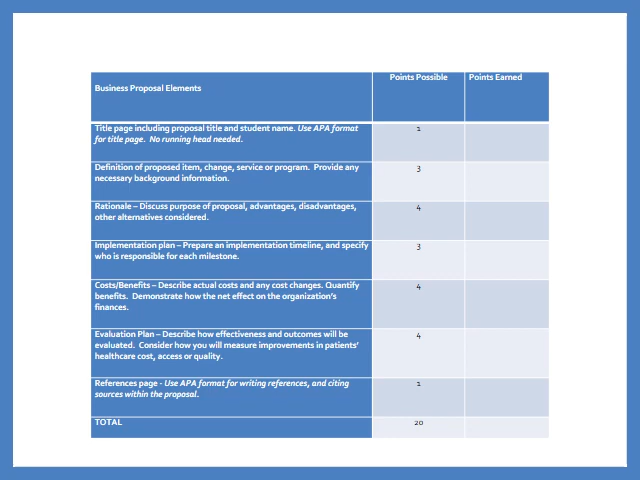 Business Proposal Elements
Points Possible
Points Earned
Title page including proposal title and student name. Use APA format
for title page. No running head needed.
1
Definition of proposed item, change, service or program. Provide any
necessary background information.
3
Rationale – Discuss purpose of proposal, advantages, disadvantages,
other alternatives considered.
4
Implementation plan – Prepare an implementation timeline, and specify
who is responsible for each milestone.
3
Costs/Benefits – Describe actual costs and any cost changes. Quantify
benefits. Demonstrate how the net effect on the organization's
finances.
4
Evaluation Plan – Describe how effectiveness and outcomes will be
evaluated. Consider how you will measure improvements in patients'
healthcare cost, access or quality.
4
References page - Use APA format for writing references, and citing
sources within the proposal.
1
TOTAL
20